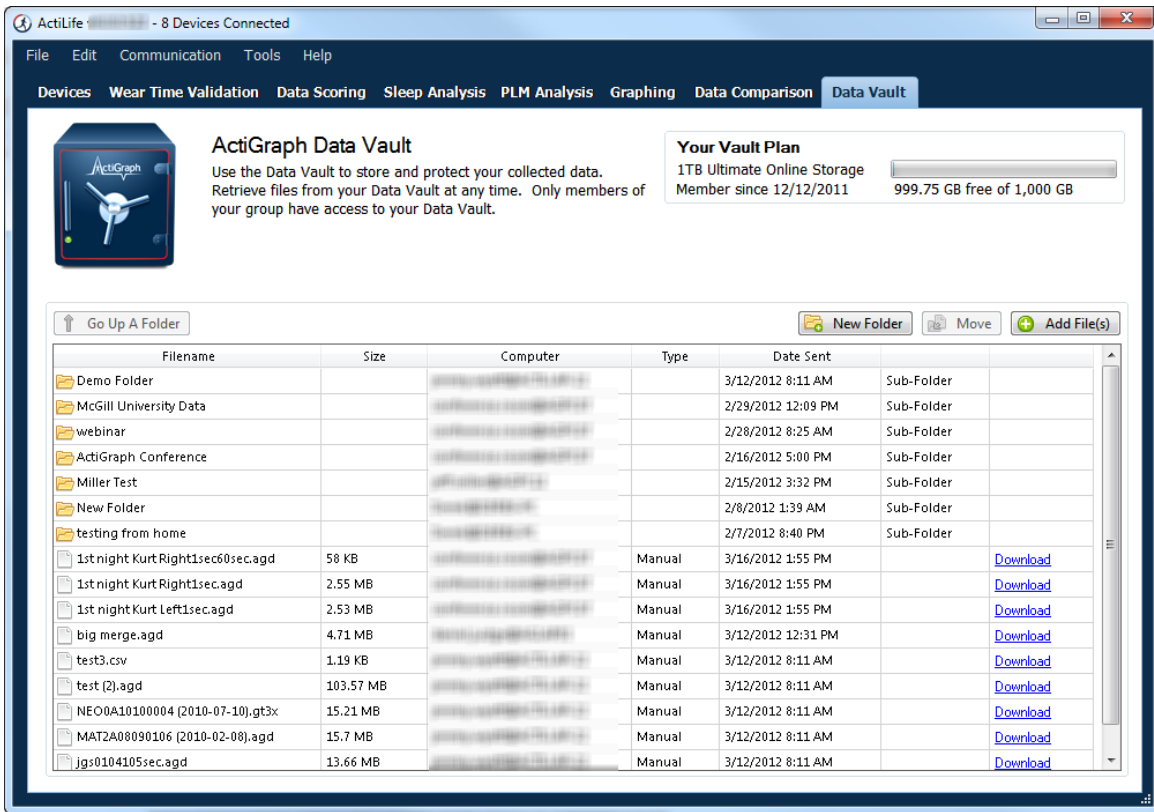 ActiLife - 8 Devices Connected
File Edit Communication Tools Help
Devices Wear Time Validation Data Scoring Sleep Analysis PLM Analysis Graphing Data Comparison Data Vault
ActiGraph
ActiGraph Data Vault
Use the Data Vault to store and protect your collected data.
Retrieve files from your Data Vault at any time. Only members of
your group have access to your Data Vault.
Your Vault Plan
1TB Ultimate Online Storage
Member since 12/12/2011 999.75 GB free of 1,000 GB
Go Up A Folder New Folder Move Add File(s)
Filename Size Computer Type Date Sent
Demo Folder 3/12/2012 8:11 AM Sub-Folder
McGill University Data 2/29/2012 12:09 PM Sub-Folder
webinar 2/28/2012 8:25 AM Sub-Folder
ActiGraph Conference 2/16/2012 5:00 PM Sub-Folder
Miller Test 2/15/2012 3:32 PM Sub-Folder
New Folder 2/8/2012 1:39 AM Sub-Folder
testing from home 2/7/2012 8:40 PM Sub-Folder
1st night Kurt Right1sec60sec.agd 58 KB Manual 3/16/2012 1:55 PM Download
1st night Kurt Right1sec.agd 2.55 MB Manual 3/16/2012 1:55 PM Download
1st night Kurt Left1sec.agd 2.53 MB Manual 3/16/2012 1:55 PM Download
big merge.agd 4.71 MB Manual 3/12/2012 12:31 PM Download
test3.csv 1.19 KB Manual 3/12/2012 8:11 AM Download
test (2).agd 103.57 MB Manual 3/12/2012 8:11 AM Download
NEO0A10100004 (2010-07-10).gt3x 15.21 MB Manual 3/12/2012 8:11 AM Download
MAT2A08090106 (2010-02-08).agd 15.7 MB Manual 3/12/2012 8:11 AM Download
jgs0104105sec.agd 13.66 MB Manual 3/12/2012 8:11 AM Download